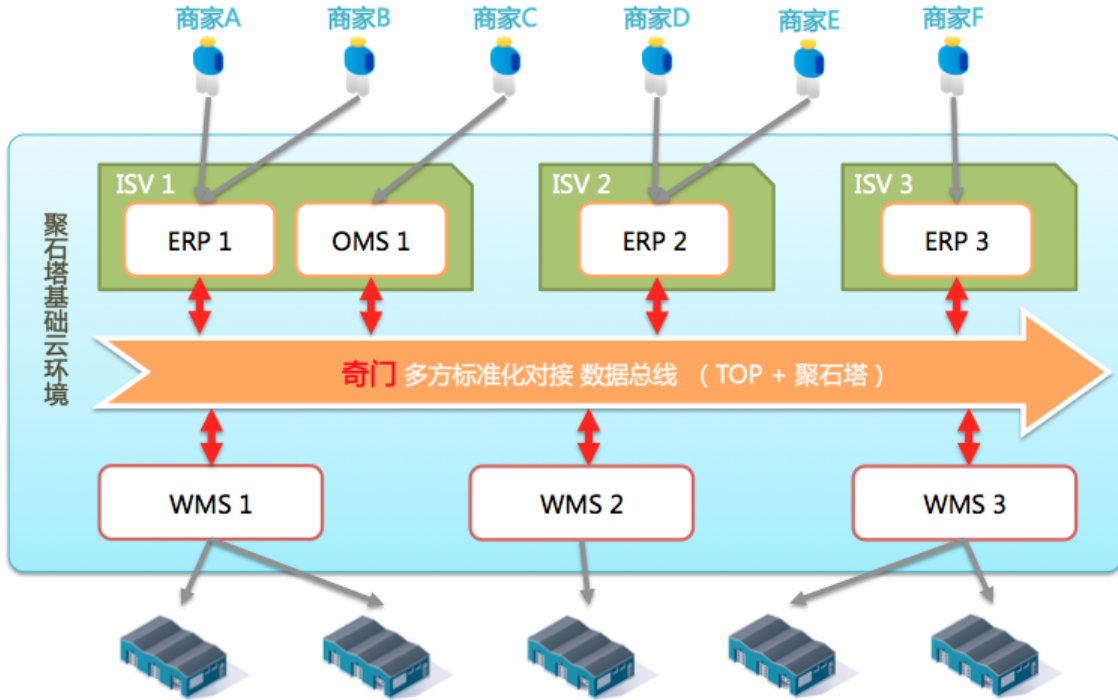 商家A
商家B
商家C
商家D
商家E
商家F
ISV 1
ISV 2
ISV 3
ERP 1
OMS 1
ERP 2
ERP 3
聚石塔基础云环境
奇门 多方标准化对接 数据总线 （TOP + 聚石塔）
WMS 1
WMS 2
WMS 3